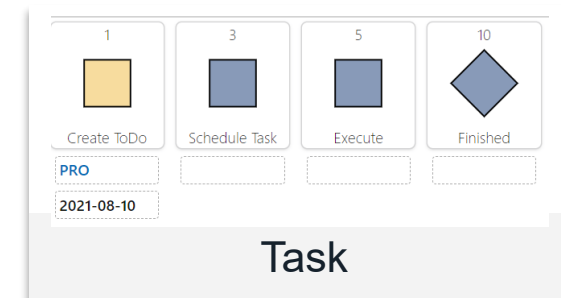 1 3 5 10
Create ToDo Schedule Task Execute Finished
PRO
2021-08-10
Task